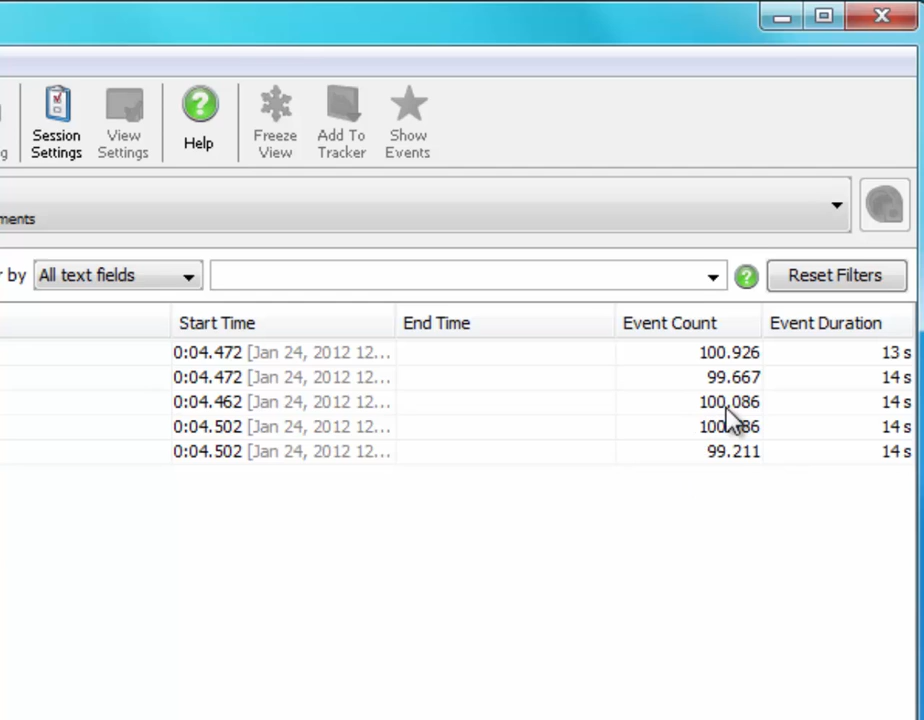 Session Settings
View Settings
Help
Freeze View
Add To Tracker
Show Events
All text fields
Reset Filters
Start Time End Time Event Count Event Duration
0:04.472 [Jan 24, 2012 12... 100.926 13 s
0:04.472 [Jan 24, 2012 12... 99.667 14 s
0:04.462 [Jan 24, 2012 12... 100.086 14 s
0:04.502 [Jan 24, 2012 12... 14 s
0:04.502 [Jan 24, 2012 12... 99.211 14 s